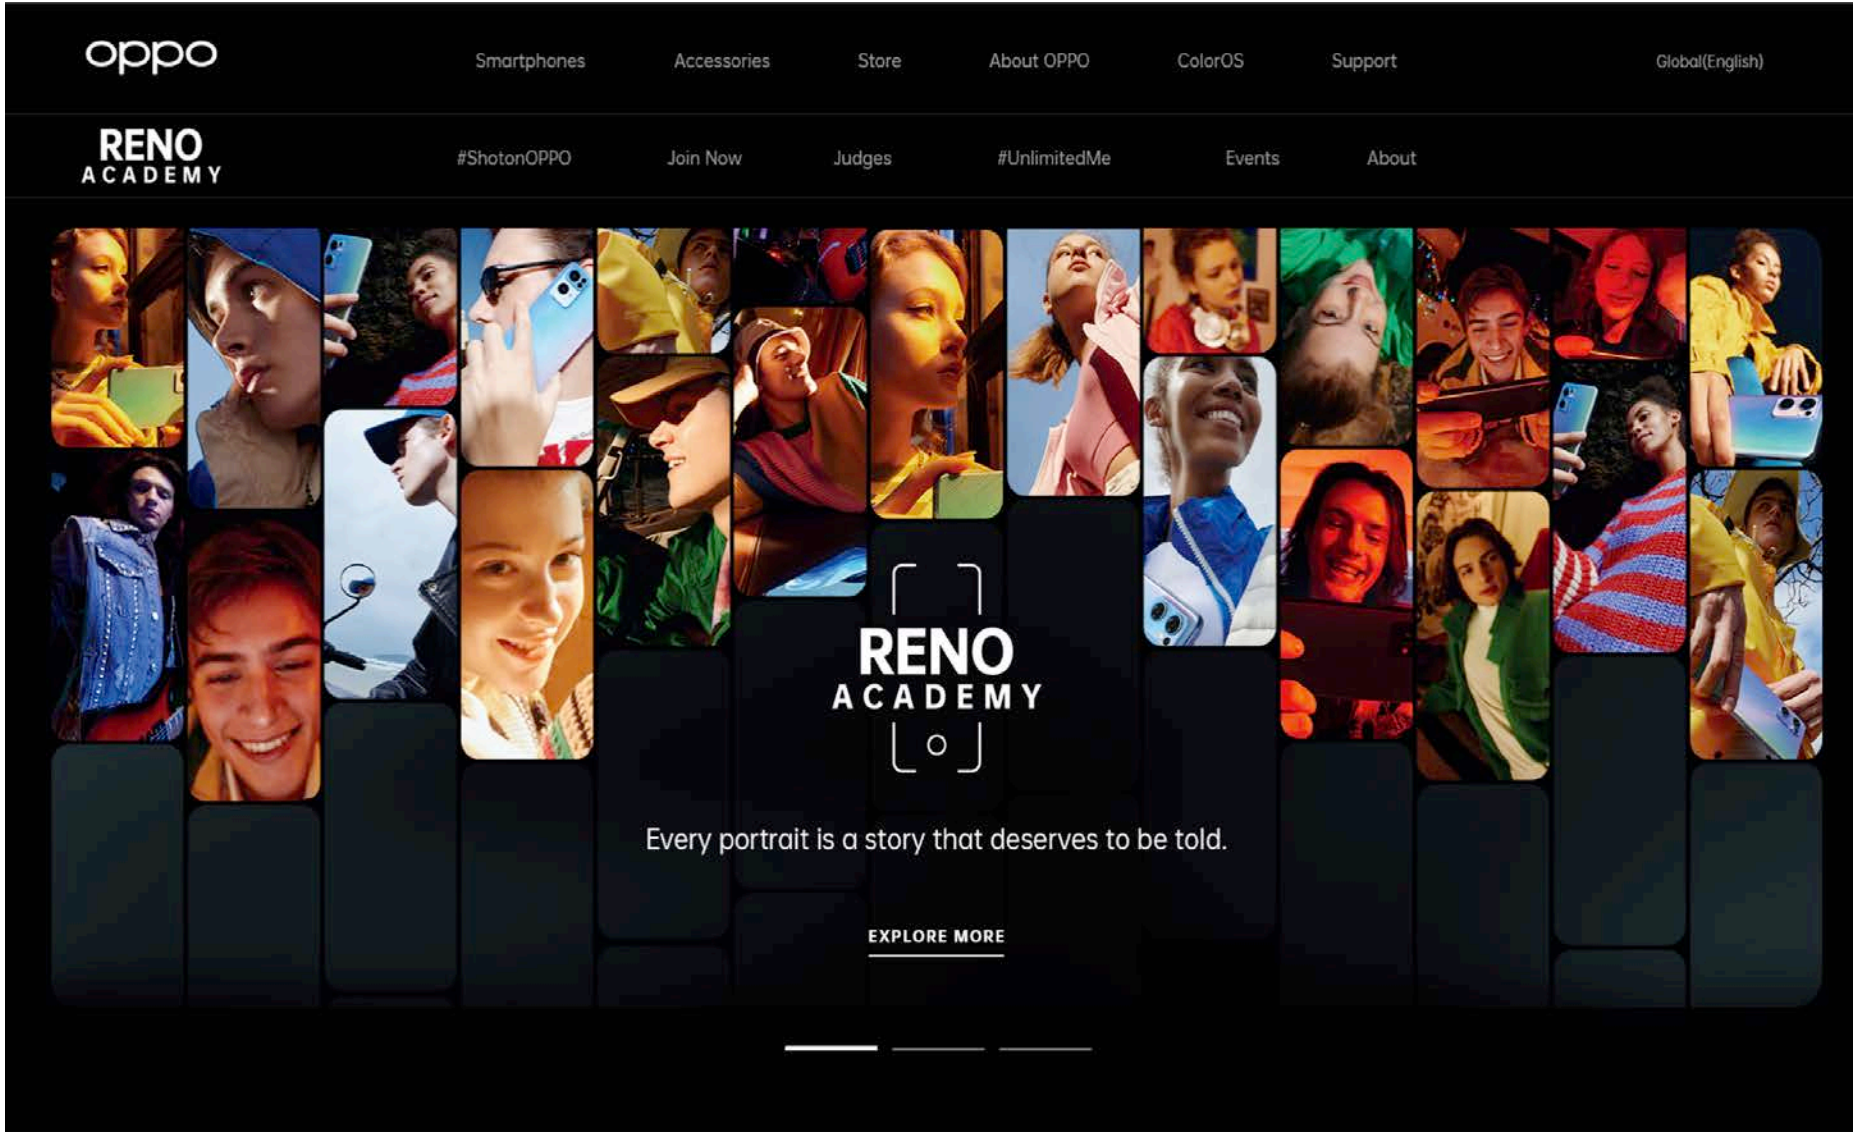 oppo
Smartphones Accessories Store About OPPO ColorOS Support Global(English)
RENO
ACADEMY
#ShotonOPPO Join Now Judges #UnlimitedMe Events About
RENO
ACADEMY
Every portrait is a story that deserves to be told.
EXPLORE MORE